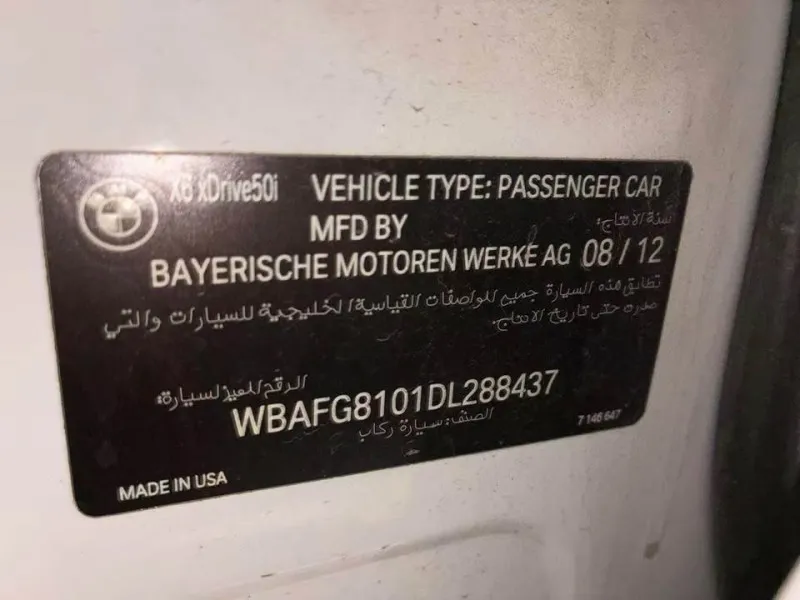 BMW
X6 xDrive50i VEHICLE TYPE: PASSENGER CAR
سنة الانتاج:
MFD BY
BAYERISCHE MOTOREN WERKE AG 08/12
تطابق هذه السيارة جميع المواصفات القياسية الخليجية للسيارات والتي
صدرت حتى تاريخ الانتاج.
الرقم المميز لسيارة:
WBAFG8101DL288437
الصنف: سيارة ركاب
7 146 647
MADE IN USA